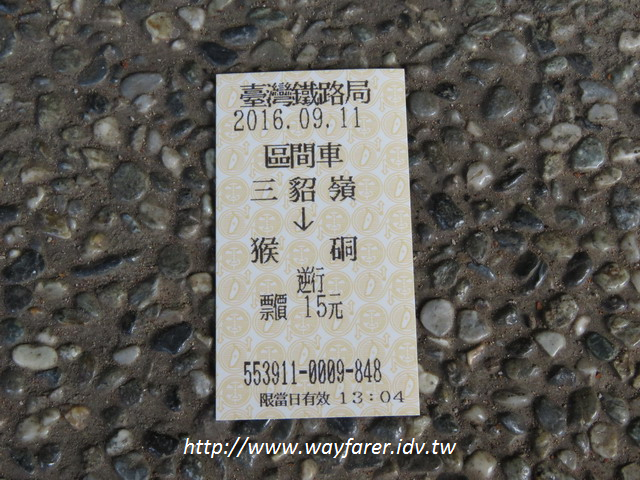 臺灣鐵路局
2016.09.11
區間車
三貂嶺
↓
猴硐
逆行
票價 15元
553911-0009-848
限當日有效 13:04
http://www.wayfarer.idv.tw